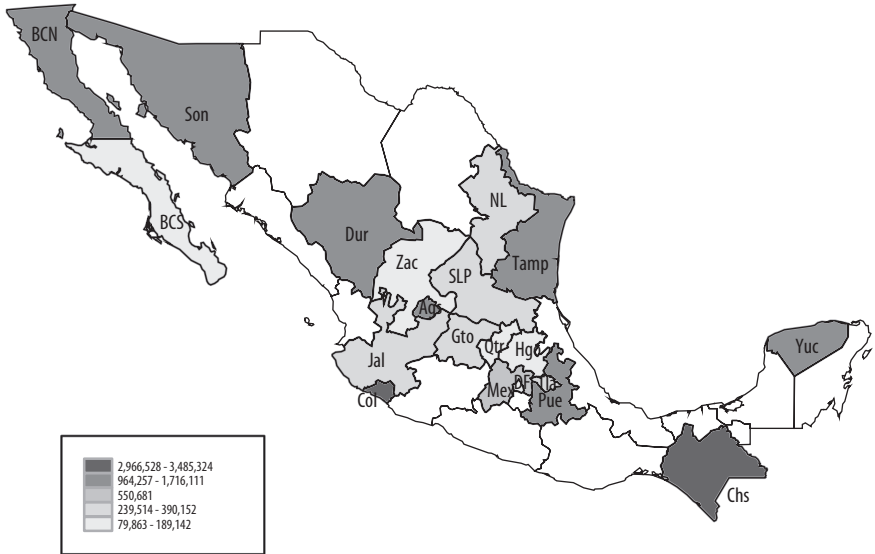 BCN
Son
BCS
NL
Dur
Tamp
Zac
SLP
Ags
Gto
Qtr
Hgo
Jal
Yuc
DF
Mex
Pue
Col
Chs
2,966,528 - 3,485,324
964,257 - 1,716,111
550,681
239,514 - 390,152
79,863 - 189,142